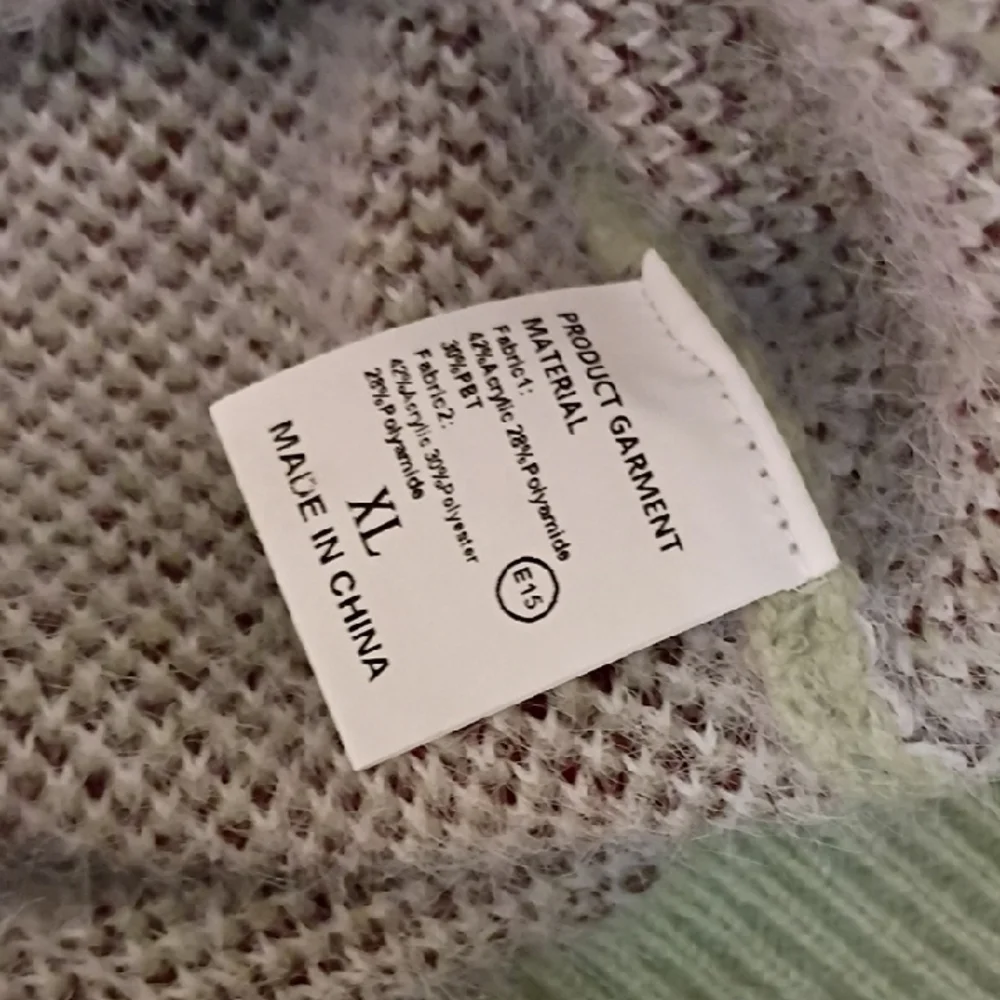 PRODUCT GARMENT
MATERIAL
Fabric1:
42%Acrylic 28%Polyamide
30%PBT
Fabric2:
42%Acrylic 30%Polyester
28%Polyamide
E15
XL
MADE IN CHINA